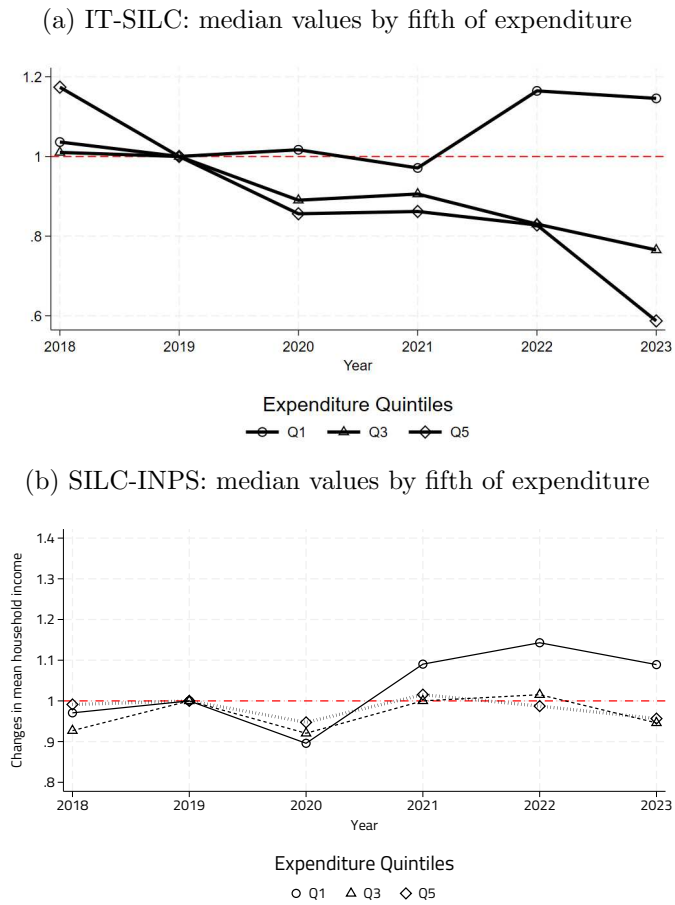 (a) IT-SILC: median values by fifth of expenditure
1.2
1
.8
.6
2018 2019 2020 2021 2022 2023
Year
Expenditure Quintiles
Q1 Q3 Q5
(b) SILC-INPS: median values by fifth of expenditure
Changes in mean household income
1.4
1.3
1.2
1.1
1
.9
.8
2018 2019 2020 2021 2022 2023
Year
Expenditure Quintiles
Q1 Q3 Q5